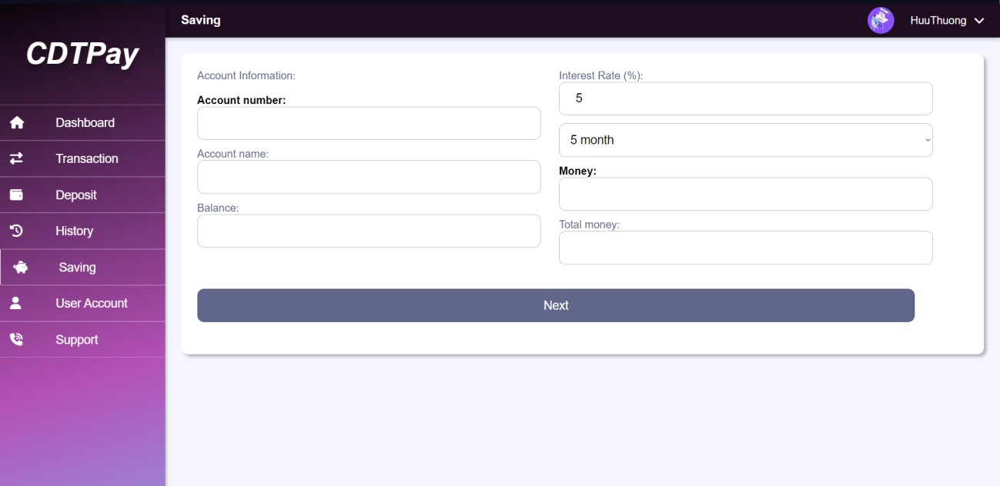 CDTPay
Dashboard
Transaction
Deposit
History
Saving
User Account
Support
Saving
HuuThuong
Account Information:
Account number:
Account name:
Balance:
Interest Rate (%):
5
5 month
Money:
Total money:
Next